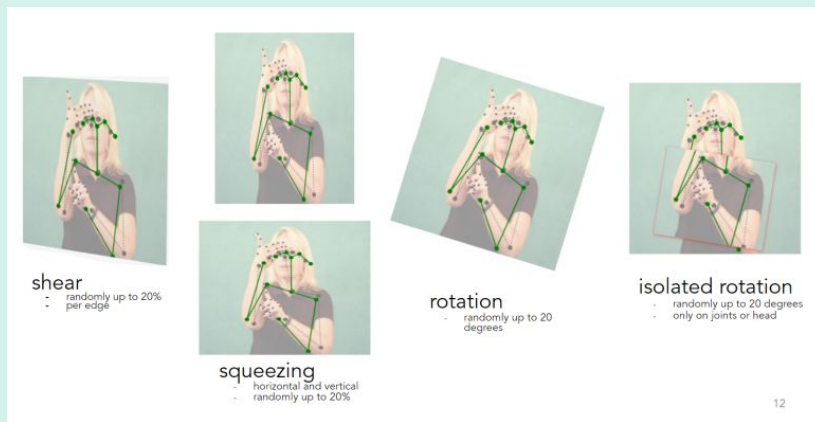 shear
- randomly up to 20%
- per edge
squeezing
- horizontal and vertical
- randomly up to 20%
rotation
- randomly up to 20
degrees
isolated rotation
- randomly up to 20 degrees
- only on joints or head
12